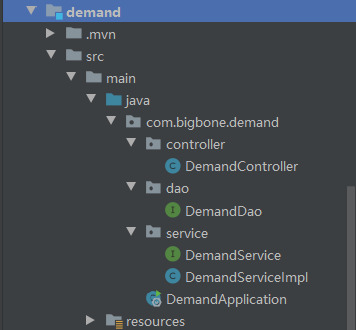 demand
.mvn
src
main
java
com.bigbone.demand
controller
DemandController
dao
DemandDao
service
DemandService
DemandServiceImpl
DemandApplication
resources